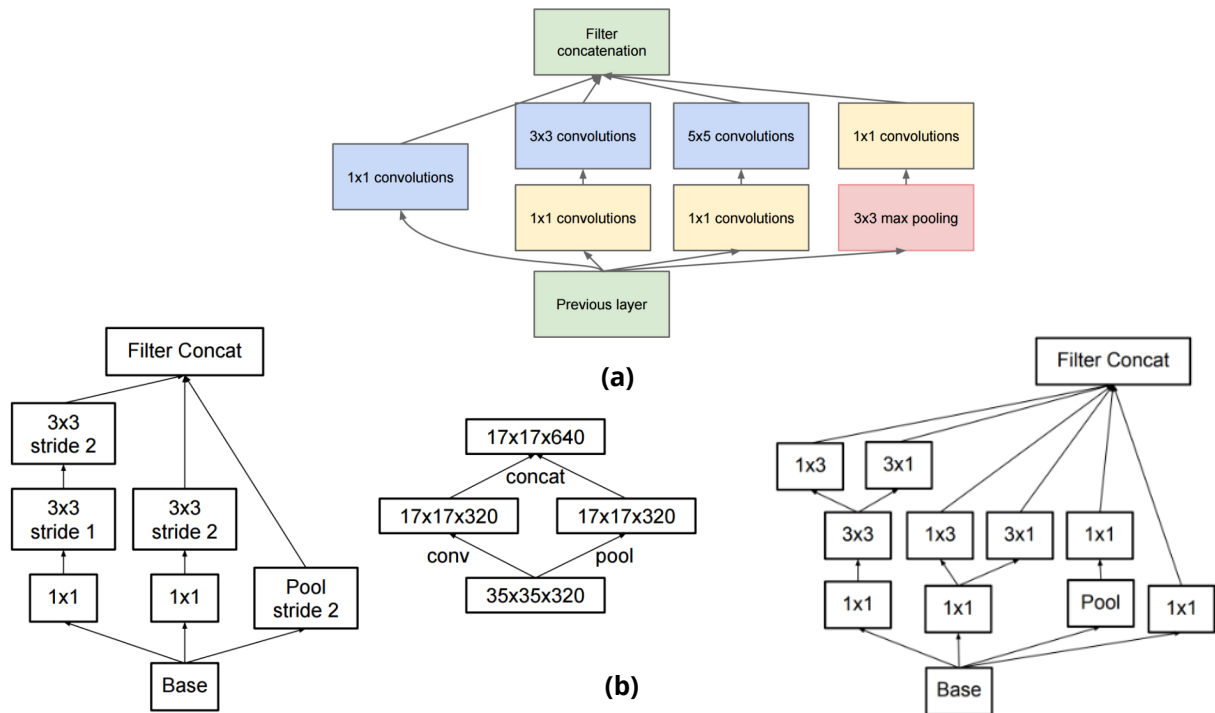 Filter
concatenation
3x3 convolutions
5x5 convolutions
1x1 convolutions
1x1 convolutions
1x1 convolutions
1x1 convolutions
3x3 max pooling
Previous layer
(a)
Filter Concat
3x3
stride 2
3x3
stride 1
3x3
stride 2
1x1
1x1
Pool
stride 2
Base
17x17x640
concat
17x17x320
17x17x320
conv
pool
35x35x320
(b)
Filter Concat
1x3
3x1
3x3
1x3
3x1
1x1
1x1
1x1
Pool
1x1
Base